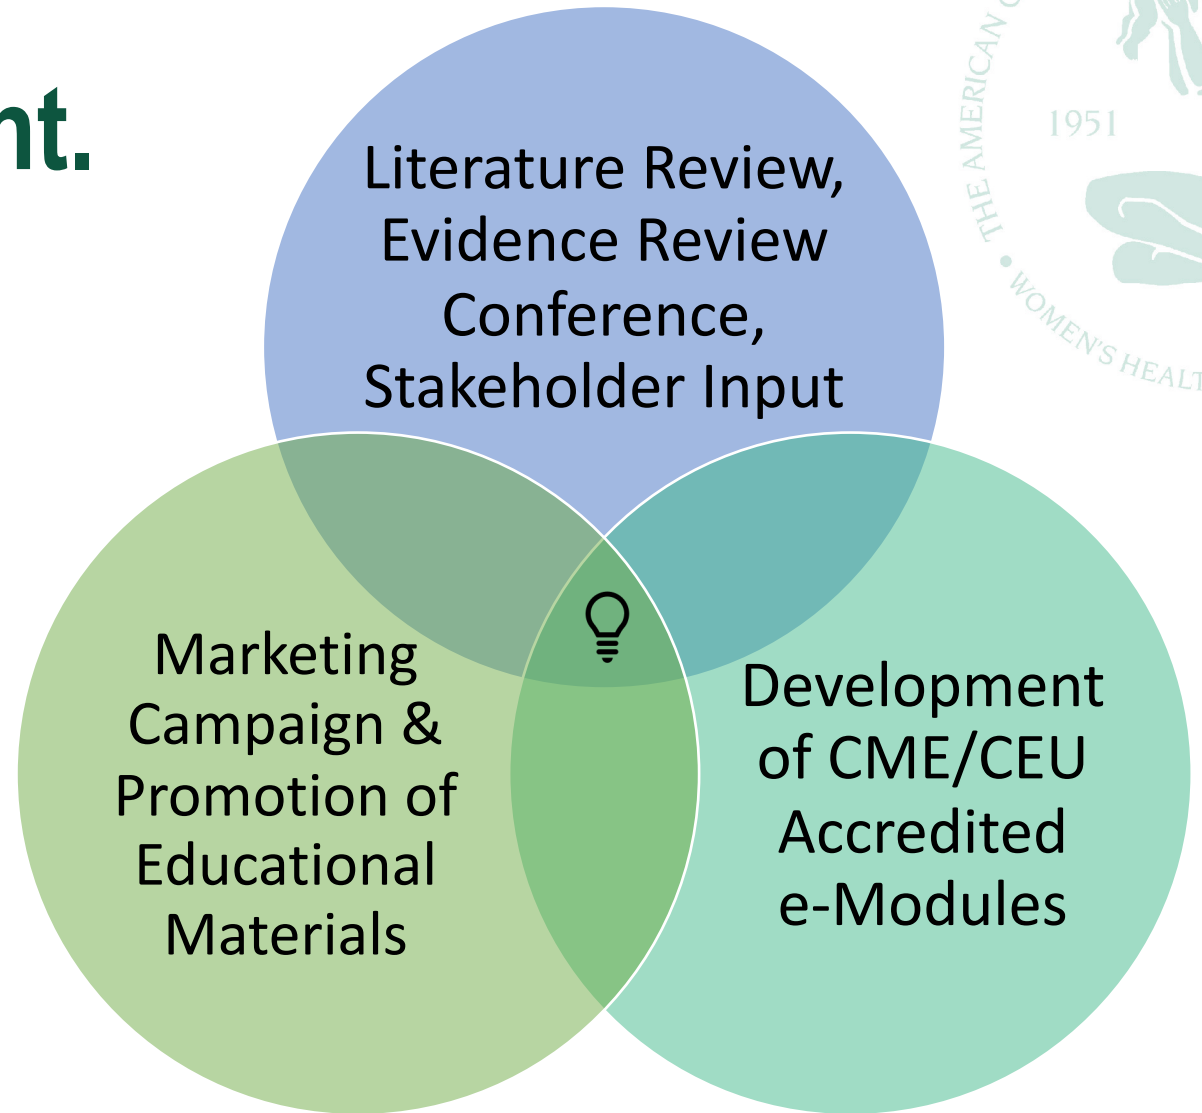 nt.
Literature Review,
Evidence Review
Conference,
Stakeholder Input
Marketing
Campaign &
Promotion of
Educational
Materials
Development
of CME/CEU
Accredited
e-Modules
THE AMERICAN
1951
• WOMEN'S